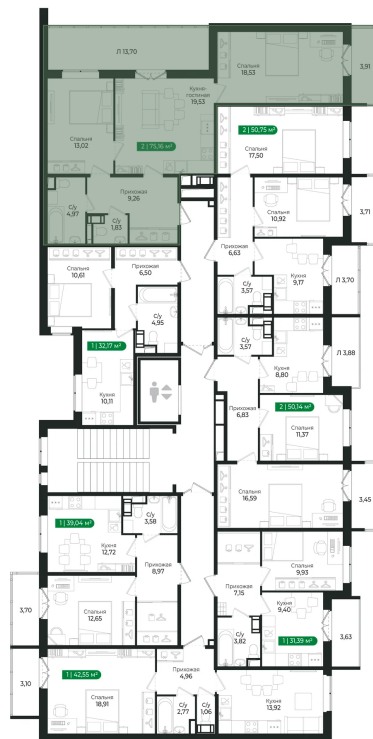 Л 13,70
Спальня
18,53
3,91
Кухня-
гостиная
19,53
Спальня
13,02
2 | 73,16 м²
2 | 50,75 м²
Спальня
17,50
С/у
4,97
Прихожая
9,26
С/у
1,83
Спальня
10,92
3,71
Прихожая
6,63
Спальня
10,61
Прихожая
6,50
С/у
3,57
Кухня
9,17
Л 3,70
С/у
4,95
1 | 32,17 м²
С/у
3,57
Л 3,88
Кухня
8,80
Кухня
10,11
Прихожая
6,83
2 | 50,14 м²
Спальня
11,37
Спальня
16,59
3,45
1 | 39,04 м²
С/у
3,58
Кухня
12,72
Прихожая
8,97
Спальня
9,93
Прихожая
7,15
Кухня
9,40
3,70
Спальня
12,65
С/у
3,82
1 | 31,39 м²
3,63
3,10
1 | 42,55 м²
Спальня
18,91
Прихожая
4,96
С/у
2,77
С/у
1,06
Кухня
13,92